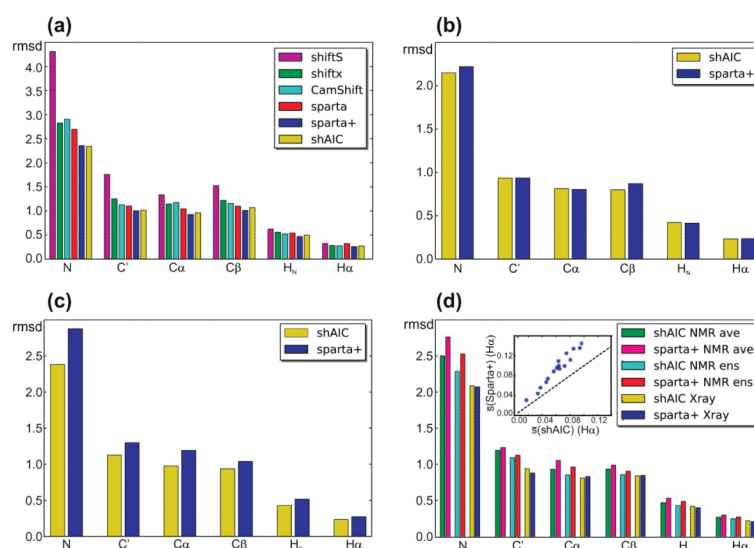 (a)
rmsd
4.0
3.5
3.0
2.5
2.0
1.5
1.0
0.5
0.0
shiftS
shiftx
CamShift
sparta
sparta+
shAIC
N C' Cα Cβ HN Hα
(b)
rmsd
2.0
1.5
1.0
0.5
0.0
shAIC
sparta+
N C' Cα Cβ HN Hα
(c)
rmsd
2.5
2.0
1.5
1.0
0.5
0.0
shAIC
sparta+
N C' Cα Cβ HN Hα
(d)
rmsd
2.5
2.0
1.5
1.0
0.5
0.0
s̄(Sparta+) (Hα)
0.12
0.08
0.04
0.00
0.00 0.04 0.08 0.12
s̄(shAIC) (Hα)
shAIC NMR ave
sparta+ NMR ave
shAIC NMR ens
sparta+ NMR ens
shAIC Xray
sparta+ Xray
N C' Cα Cβ HN Hα